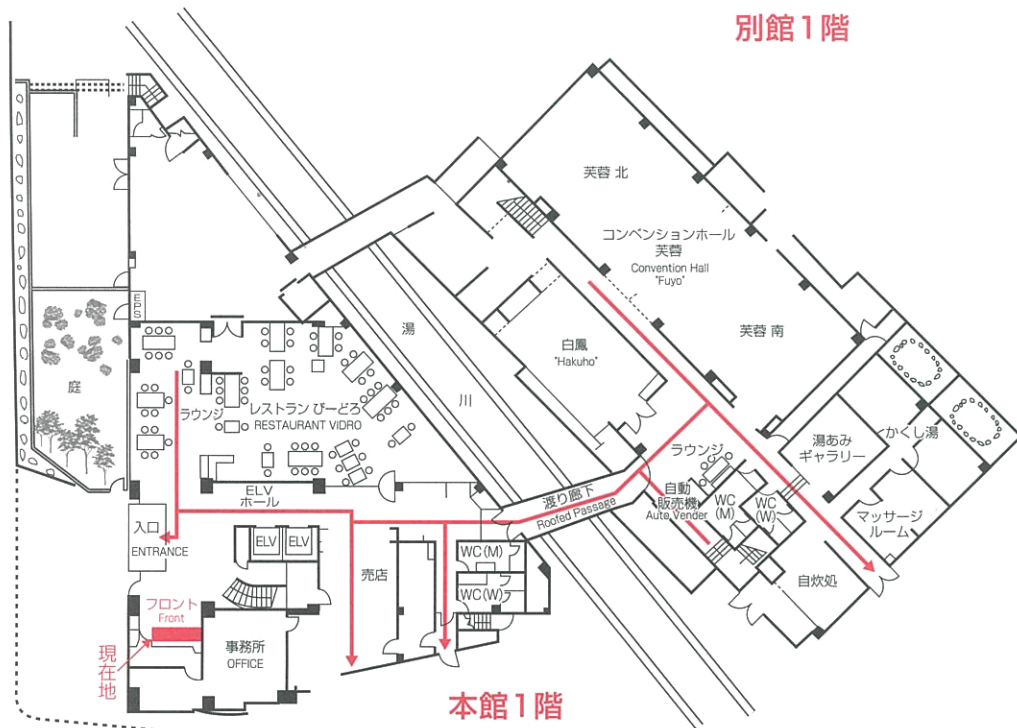 別館1階
芙蓉 北
コンベンションホール
芙蓉
Convention Hall
"Fuyo"
芙蓉 南
白鳳
"Hakuho"
湯
川
EPS
庭
ラウンジ
レストラン びーどろ
RESTAURANT VIDRO
ELV
ホール
入口
ENTRANCE
ELV
ELV
売店
WC(M)
WC(W)
渡り廊下
Roofed Passage
ラウンジ
自動
販売機
Auto Vender
WC
(M)
WC
(W)
湯あみ
ギャラリー
かくし湯
マッサージ
ルーム
自炊処
フロント
Front
事務所
OFFICE
現在地
本館1階